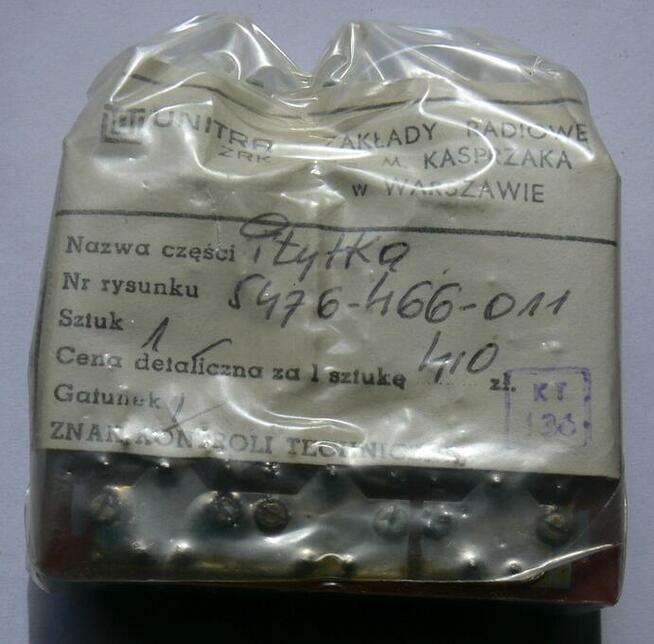 UNITRA ZAKŁADY RADIOWE
ZRK M. KASPRZAKA
W WARSZAWIE
Nazwa części Płytka
Nr rysunku 5476-466-011
Sztuk 1
Cena detaliczna za 1 sztukę 410 zł.
Gatunek I
ZNAK KONTROLI TECHNICZNEJ
KT
136